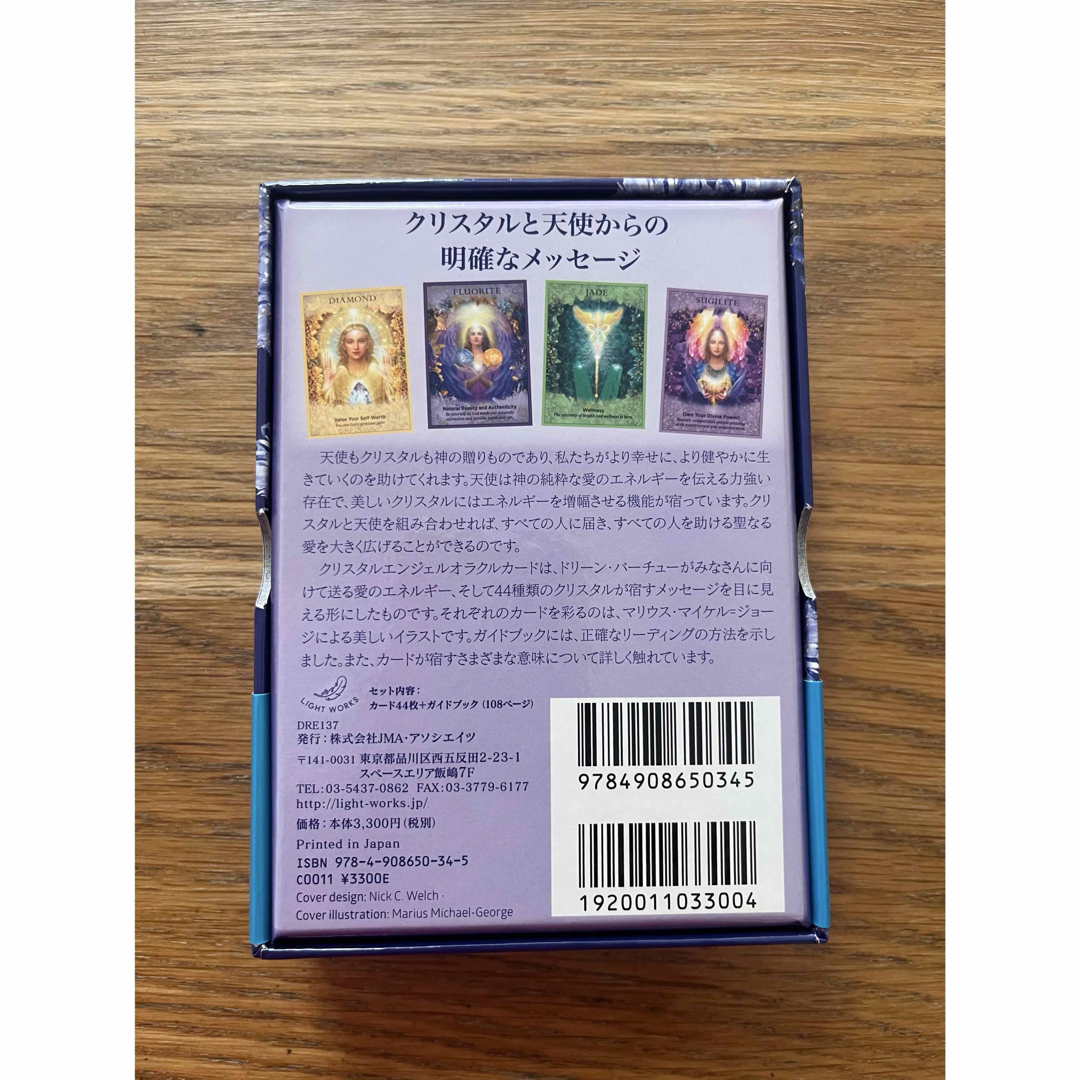 クリスタルと天使からの
明確なメッセージ
DIAMOND
Value Your Self-Worth
You are God's precious gem.
FLUORITE
Natural Beauty and Authenticity
JADE
Wellness
The recovery of health and wellness is here.
SUGILITE
Own Your Divine Power!
天使もクリスタルも神の贈りものであり、私たちがより幸せに、より健やかに生
きていくのを助けてくれます。天使は神の純粋な愛のエネルギーを伝える力強い
存在で、美しいクリスタルにはエネルギーを増幅させる機能が宿っています。クリ
スタルと天使を組み合わせれば、すべての人に届き、すべての人を助ける聖なる
愛を大きく広げることができるのです。
クリスタルエンジェルオラクルカードは、ドリーン・バーチューがみなさんに向
けて送る愛のエネルギー、そして44種類のクリスタルが宿すメッセージを目に見
える形にしたものです。それぞれのカードを彩るのは、マリウス・マイケル=ジョー
ジによる美しいイラストです。ガイドブックには、正確なリーディングの方法を示し
ました。また、カードが宿すさまざまな意味について詳しく触れています。
LIGHT WORKS
セット内容：
カード44枚+ガイドブック（108ページ）
DRE137
発行：株式会社JMA・アソシエイツ
〒141-0031 東京都品川区西五反田2-23-1
スペースエリア飯嶋7F
TEL:03-5437-0862 FAX:03-3779-6177
http://light-works.jp/
価格：本体3,300円（税別）
Printed in Japan
ISBN 978-4-908650-34-5
C0011 ¥3300E
Cover design: Nick C. Welch
Cover illustration: Marius Michael-George
9784908650345
1920011033004